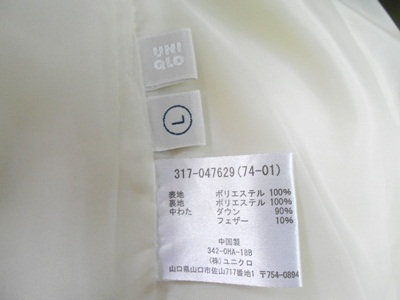 UNI
QLO
L
317-047629(74-01)
表地 ポリエステル 100%
裏地 ポリエステル 100%
中わた ダウン 90%
フェザー 10%
中国製
342-OHA-18B
(株)ユニクロ
山口県山口市佐山717番地1 〒754-0894